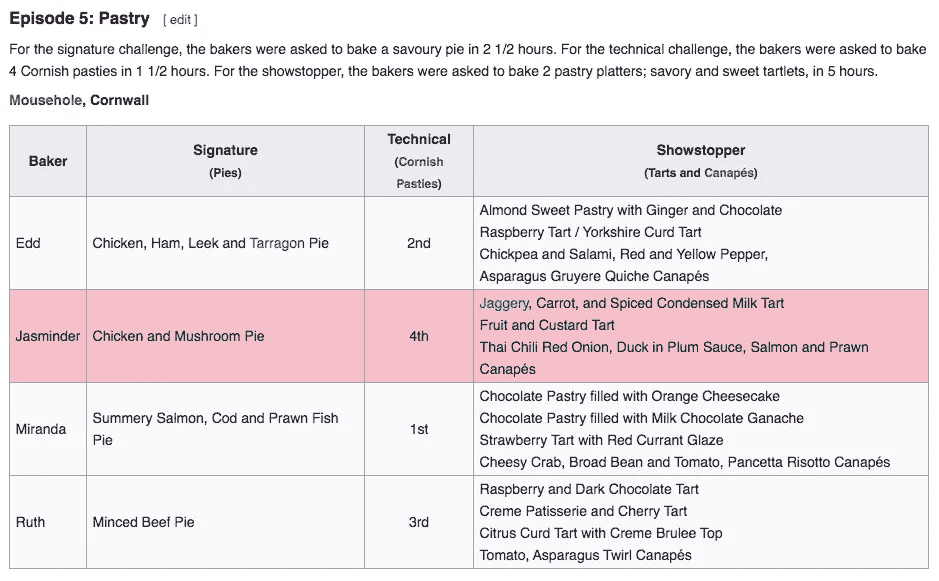 Episode 5: Pastry [ edit ]
For the signature challenge, the bakers were asked to bake a savoury pie in 2 1/2 hours. For the technical challenge, the bakers were asked to bake
4 Cornish pasties in 1 1/2 hours. For the showstopper, the bakers were asked to bake 2 pastry platters; savory and sweet tartlets, in 5 hours.
Mousehole, Cornwall
Baker
Signature
(Pies)
Technical
(Cornish
Pasties)
Showstopper
(Tarts and Canapés)
Edd
Chicken, Ham, Leek and Tarragon Pie
2nd
Almond Sweet Pastry with Ginger and Chocolate
Raspberry Tart / Yorkshire Curd Tart
Chickpea and Salami, Red and Yellow Pepper,
Asparagus Gruyere Quiche Canapés
Jasminder
Chicken and Mushroom Pie
4th
Jaggery, Carrot, and Spiced Condensed Milk Tart
Fruit and Custard Tart
Thai Chili Red Onion, Duck in Plum Sauce, Salmon and Prawn
Canapés
Miranda
Summery Salmon, Cod and Prawn Fish
Pie
1st
Chocolate Pastry filled with Orange Cheesecake
Chocolate Pastry filled with Milk Chocolate Ganache
Strawberry Tart with Red Currant Glaze
Cheesy Crab, Broad Bean and Tomato, Pancetta Risotto Canapés
Ruth
Minced Beef Pie
3rd
Raspberry and Dark Chocolate Tart
Creme Patisserie and Cherry Tart
Citrus Curd Tart with Creme Brulee Top
Tomato, Asparagus Twirl Canapés